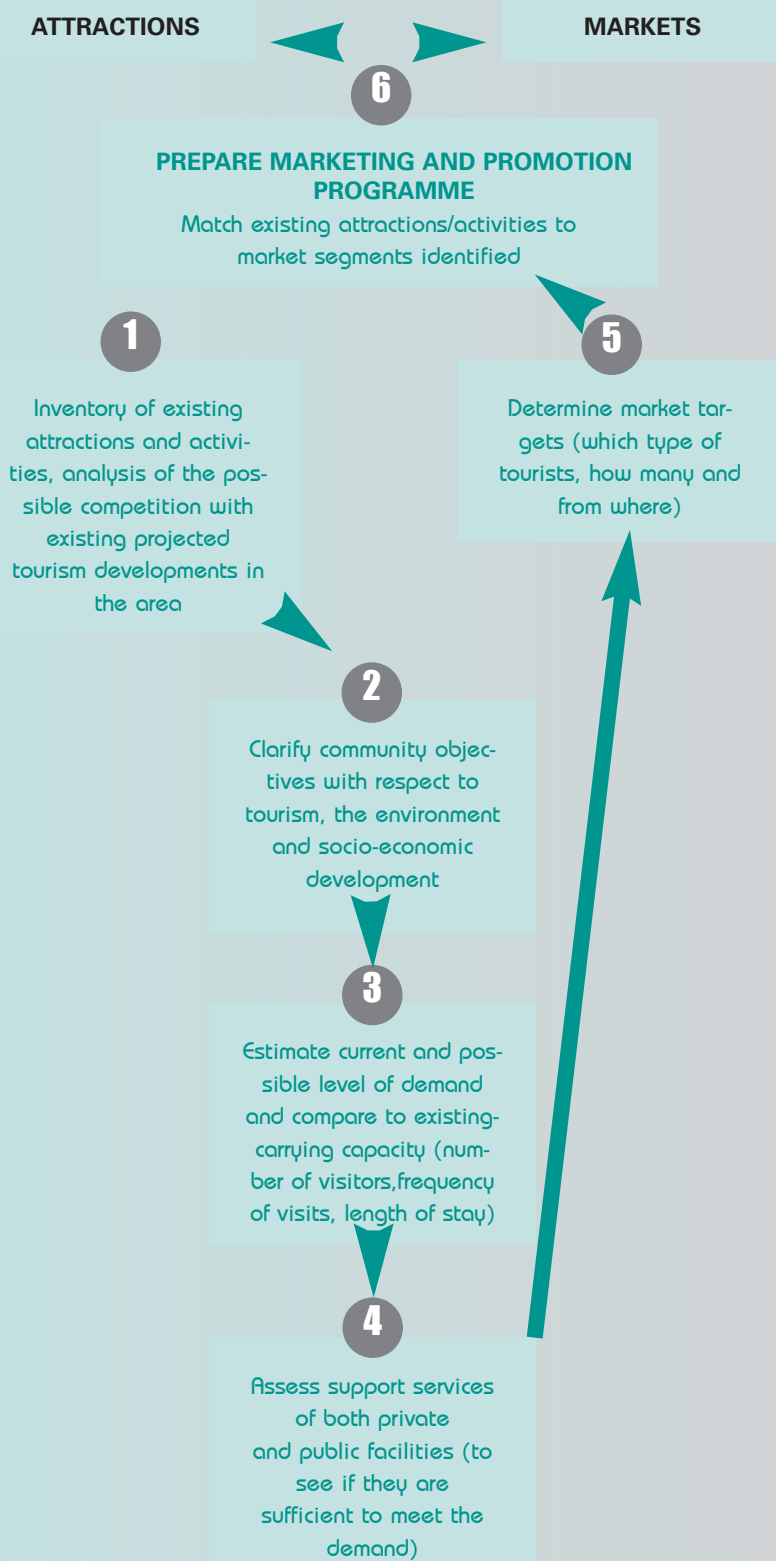 ATTRACTIONS
MARKETS
6
PREPARE MARKETING AND PROMOTION
PROGRAMME
Match existing attractions/activities to
market segments identified
1
Inventory of existing
attractions and activi-
ties, analysis of the pos-
sible competition with
existing projected
tourism developments in
the area
5
Determine market tar-
gets (which type of
tourists, how many and
from where)
2
Clarify community objec-
tives with respect to
tourism, the environment
and socio-economic
development
3
Estimate current and pos-
sible level of demand
and compare to existing-
carrying capacity (num-
ber of visitors,frequency
of visits, length of stay)
4
Assess support services
of both private
and public facilities (to
see if they are
sufficient to meet the
demand)